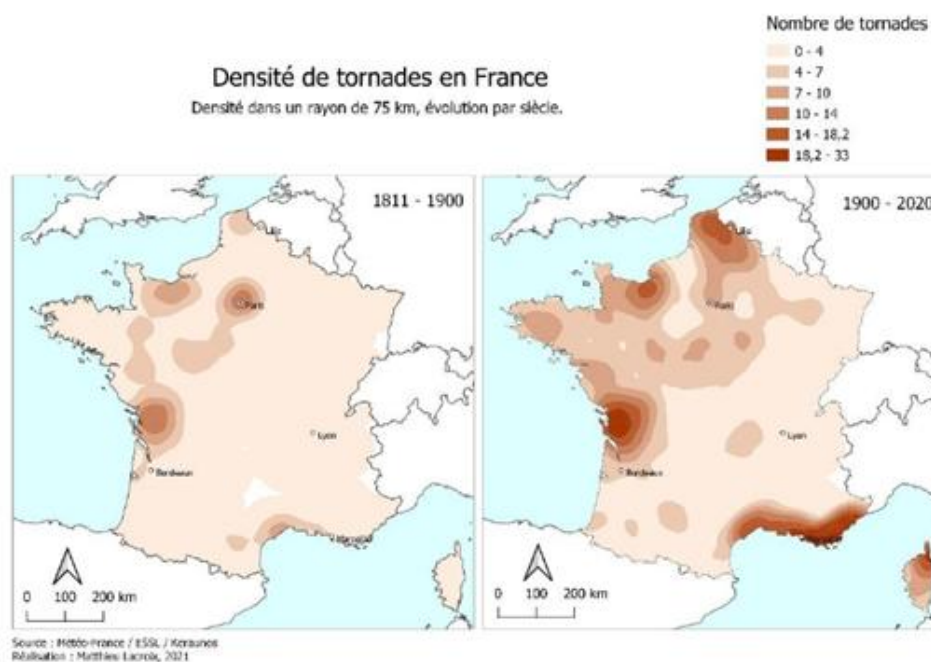 Nombre de tornades
0 - 4
4 - 7
7 - 10
10 - 14
14 - 18,2
18,2 - 33
Densité de tornades en France
Densité dans un rayon de 75 km, évolution par siècle.
1811 - 1900
Lille
Paris
Lyon
Bordeaux
Marseille
0 100 200 km
1900 - 2020
Lille
Paris
Lyon
Bordeaux
0 100 200 km
Source : Météo-France / ESSL / Keraunos
Réalisation : Matthieu Lacroix, 2021